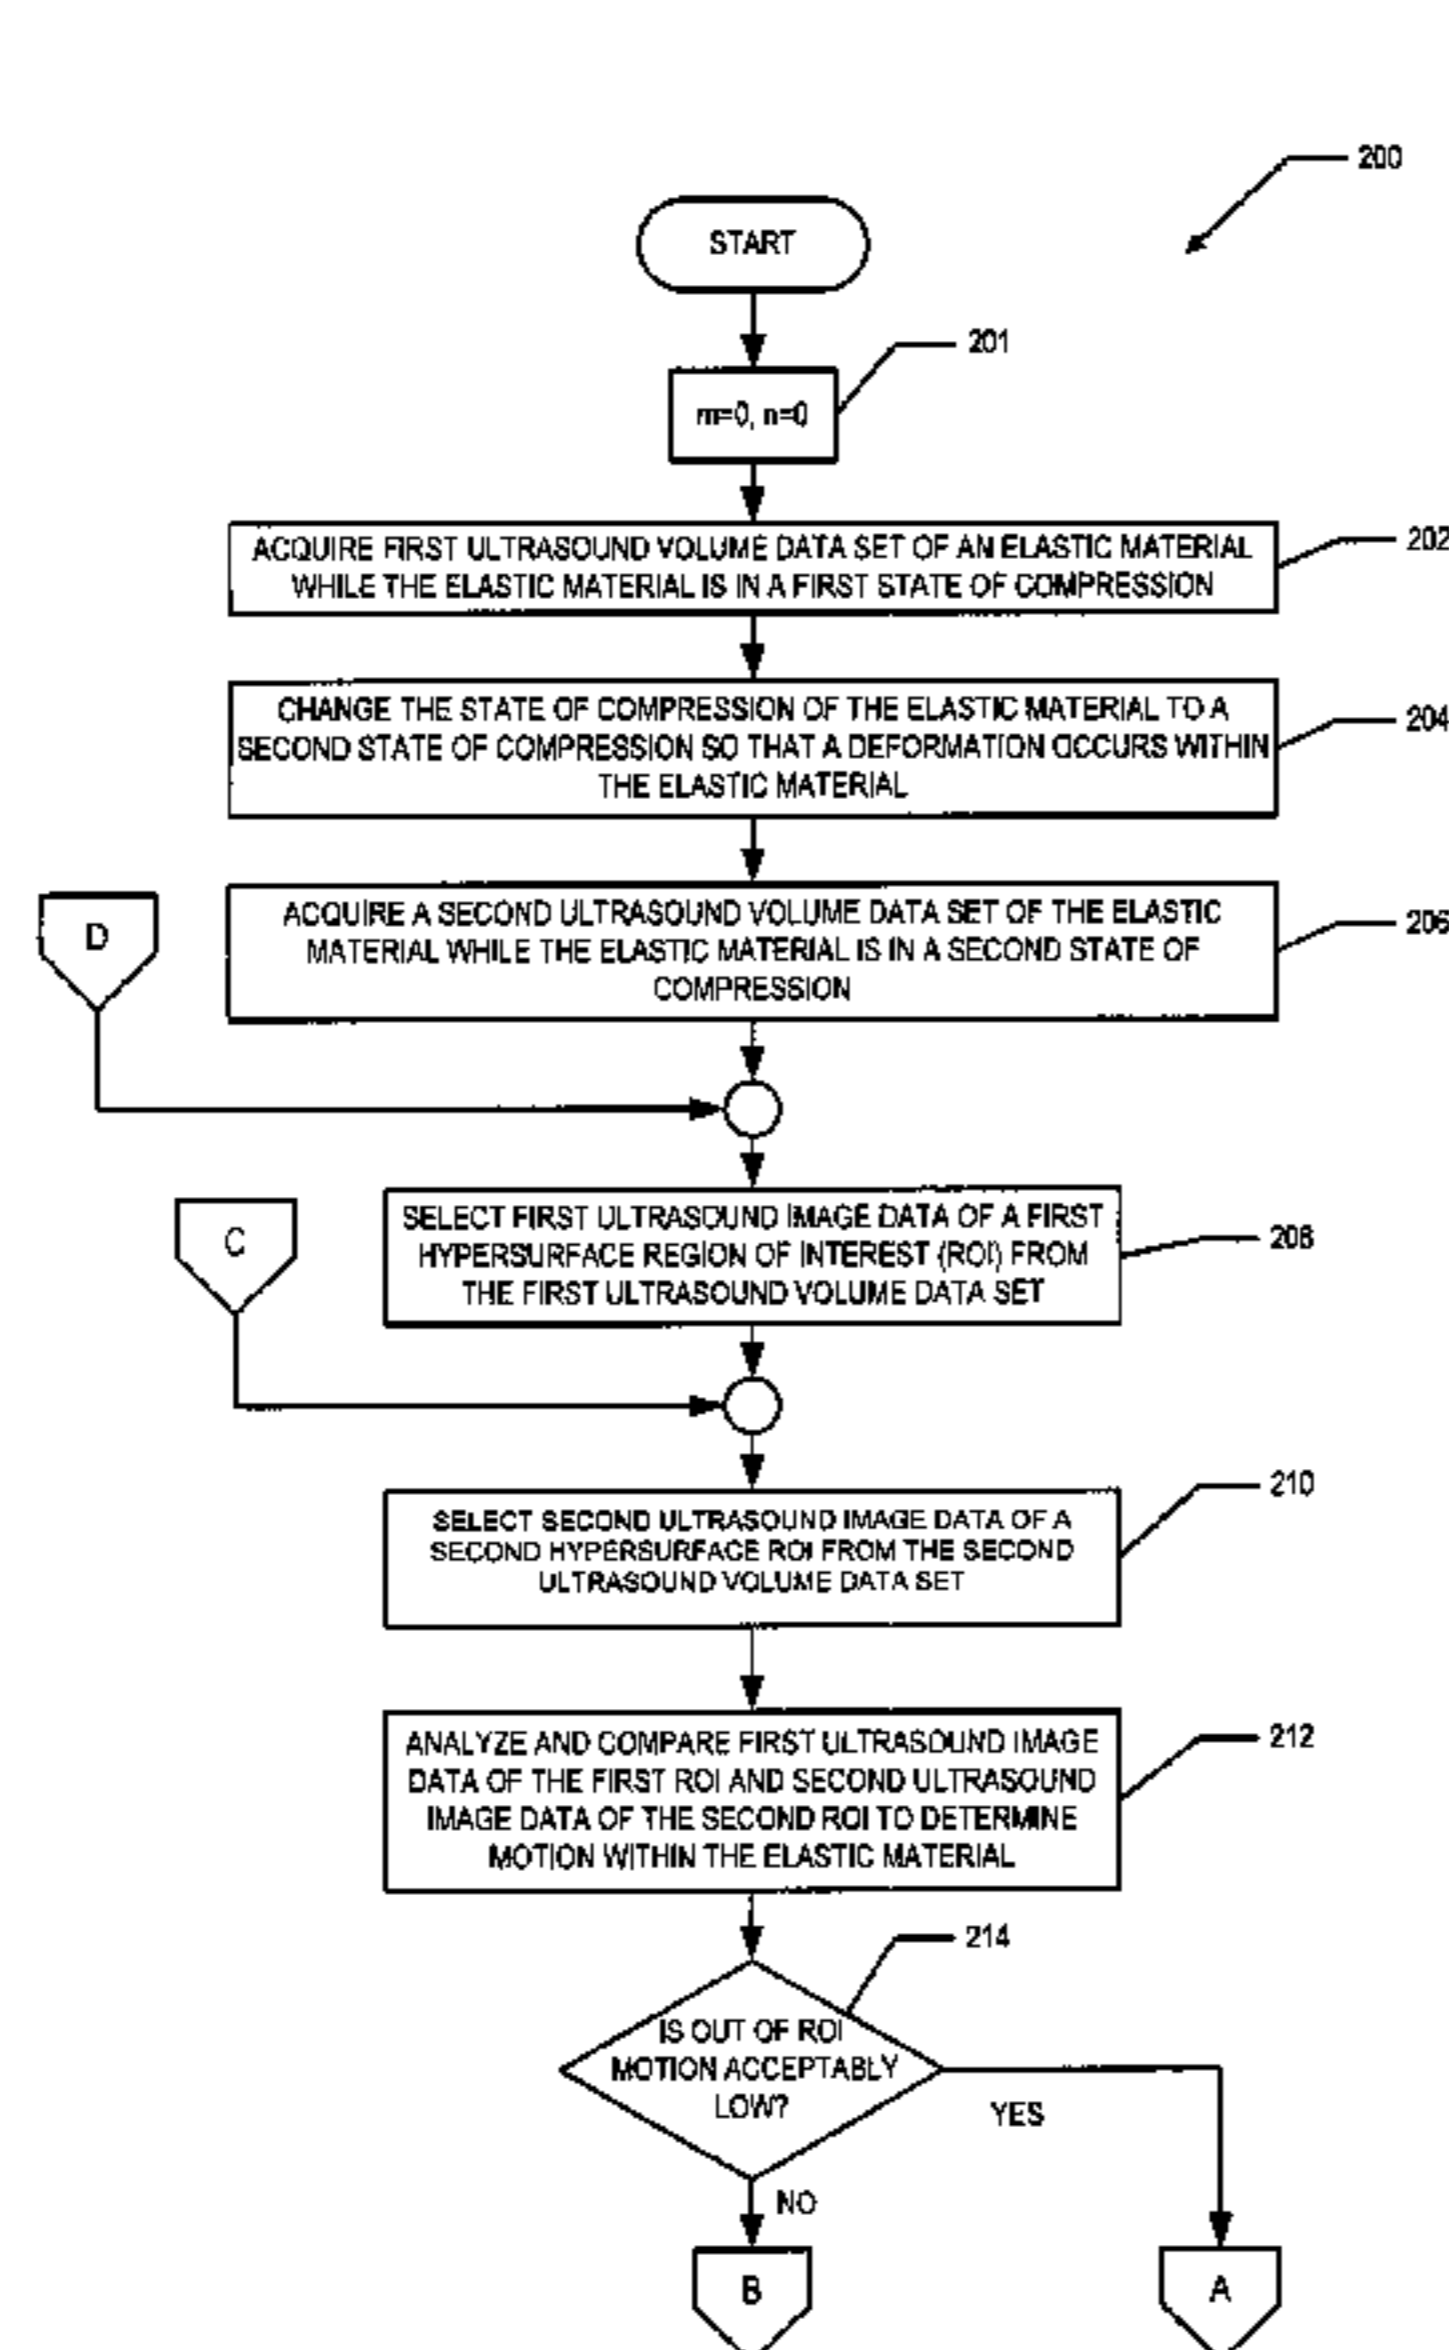 200
START
201
m=0, n=0
202
ACQUIRE FIRST ULTRASOUND VOLUME DATA SET OF AN ELASTIC MATERIAL
WHILE THE ELASTIC MATERIAL IS IN A FIRST STATE OF COMPRESSION
204
CHANGE THE STATE OF COMPRESSION OF THE ELASTIC MATERIAL TO A
SECOND STATE OF COMPRESSION SO THAT A DEFORMATION OCCURS WITHIN
THE ELASTIC MATERIAL
D
206
ACQUIRE A SECOND ULTRASOUND VOLUME DATA SET OF THE ELASTIC
MATERIAL WHILE THE ELASTIC MATERIAL IS IN A SECOND STATE OF
COMPRESSION
C
208
SELECT FIRST ULTRASOUND IMAGE DATA OF A FIRST
HYPERSURFACE REGION OF INTEREST (ROI) FROM
THE FIRST ULTRASOUND VOLUME DATA SET
210
SELECT SECOND ULTRASOUND IMAGE DATA OF A
SECOND HYPERSURFACE ROI FROM THE SECOND
ULTRASOUND VOLUME DATA SET
212
ANALYZE AND COMPARE FIRST ULTRASOUND IMAGE
DATA OF THE FIRST ROI AND SECOND ULTRASOUND
IMAGE DATA OF THE SECOND ROI TO DETERMINE
MOTION WITHIN THE ELASTIC MATERIAL
214
IS OUT OF ROI
MOTION ACCEPTABLY
LOW?
YES
NO
B
A